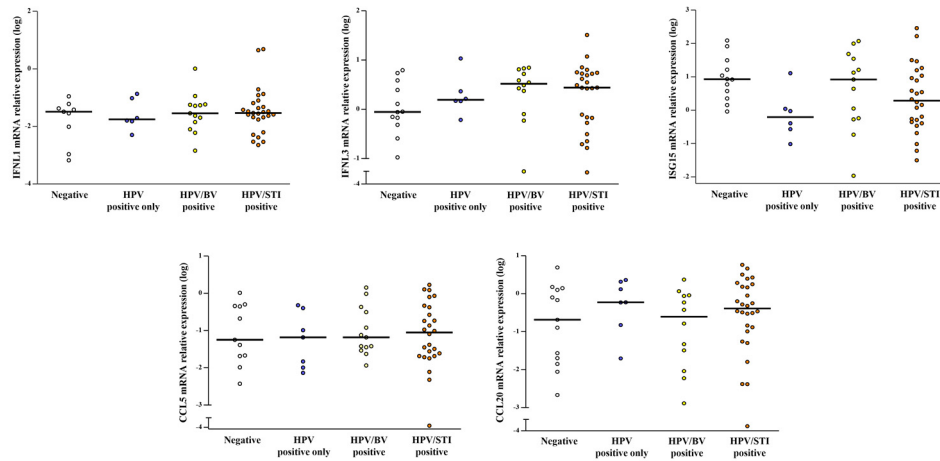 IFNL1 mRNA relative expression (log)
2
0
-2
-4
Negative
HPV
positive only
HPV/BV
positive
HPV/STI
positive
IFNL3 mRNA relative expression (log)
2
1
0
-1
-4
Negative
HPV
positive only
HPV/BV
positive
HPV/STI
positive
ISG15 mRNA relative expression (log)
3
2
1
0
-1
-2
Negative
HPV
positive only
HPV/BV
positive
HPV/STI
positive
CCL5 mRNA relative expression (log)
1
0
-1
-2
-3
-4
Negative
HPV
positive only
HPV/BV
positive
HPV/STI
positive
CCL20 mRNA relative expression (log)
1
0
-1
-2
-3
-4
Negative
HPV
positive only
HPV/BV
positive
HPV/STI
positive